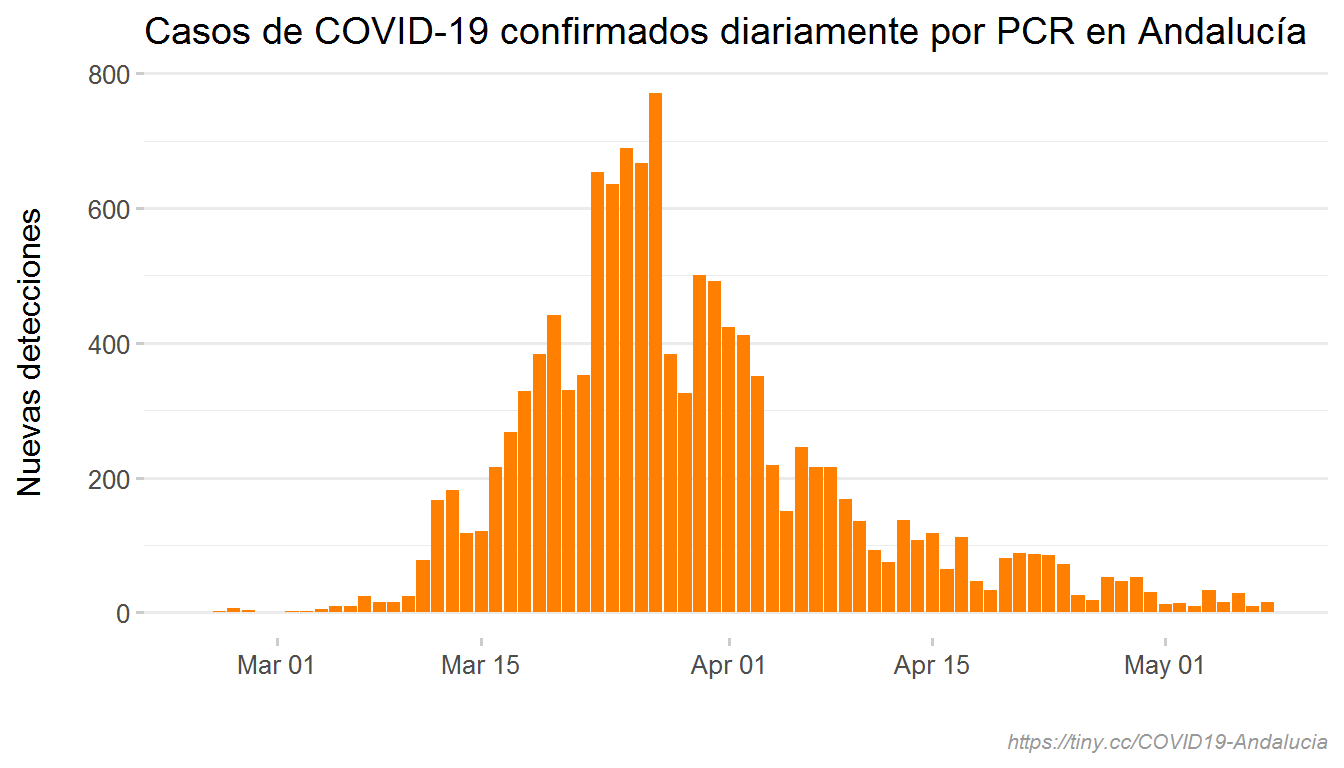 Casos de COVID-19 confirmados diariamente por PCR en Andalucía
Nuevas detecciones
800
600
400
200
0
Mar 01 Mar 15 Apr 01 Apr 15 May 01
https://tiny.cc/COVID19-Andalucia